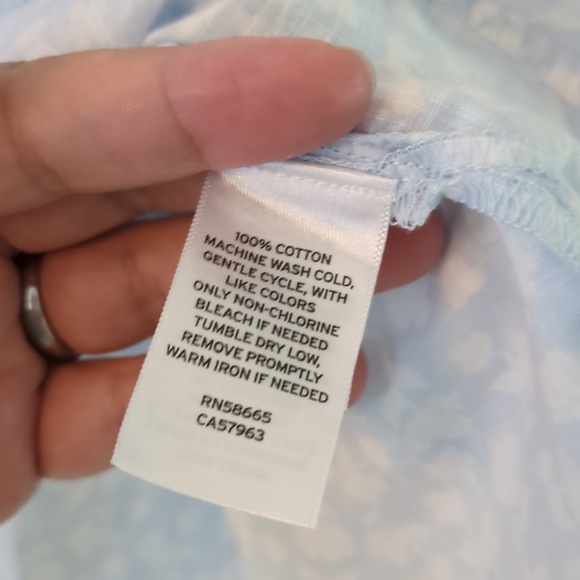 100% COTTON
MACHINE WASH COLD,
GENTLE CYCLE, WITH
LIKE COLORS
ONLY NON-CHLORINE
BLEACH IF NEEDED
TUMBLE DRY LOW,
REMOVE PROMPTLY
WARM IRON IF NEEDED
RN58665
CA57963